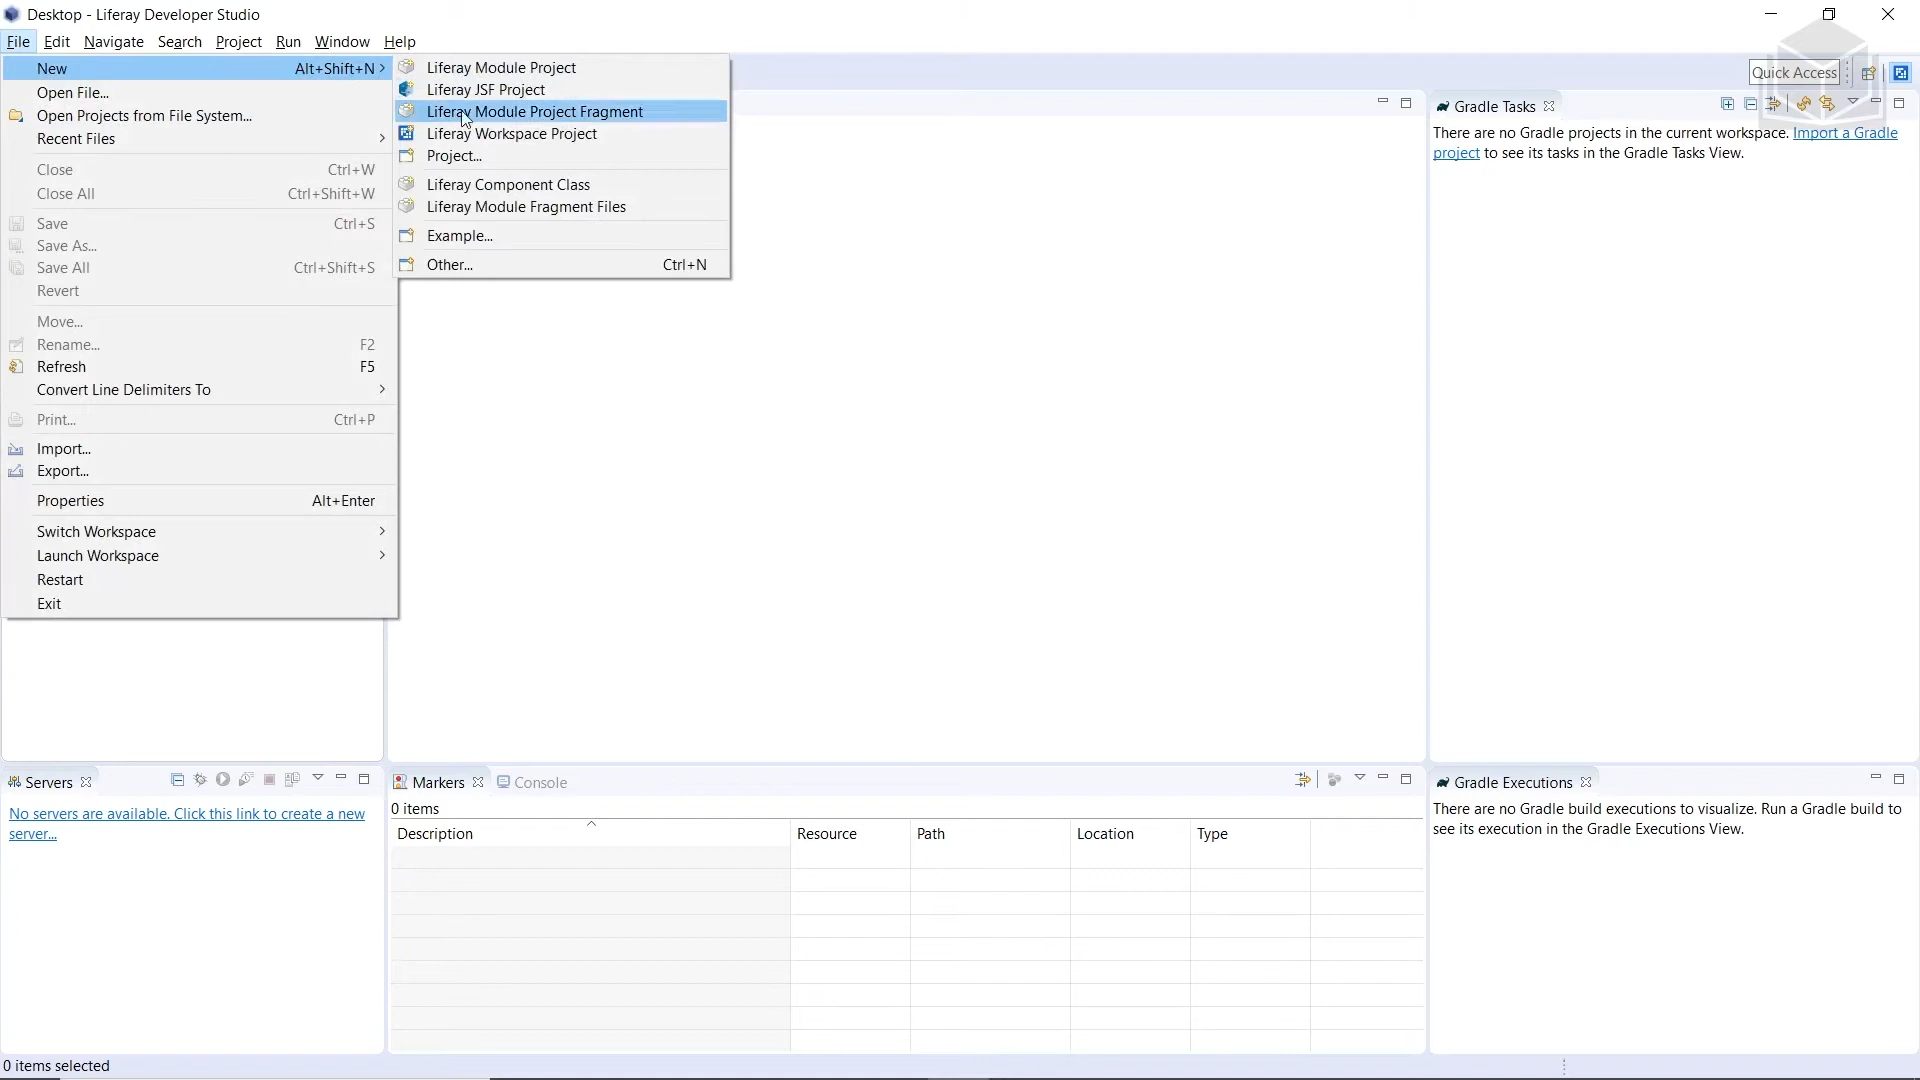 Desktop - Liferay Developer Studio
File Edit Navigate Search Project Run Window Help
New Alt+Shift+N
Open File...
Open Projects from File System...
Recent Files
Close Ctrl+W
Close All Ctrl+Shift+W
Save Ctrl+S
Save As...
Save All Ctrl+Shift+S
Revert
Move...
Rename... F2
Refresh F5
Convert Line Delimiters To
Print... Ctrl+P
Import...
Export...
Properties Alt+Enter
Switch Workspace
Launch Workspace
Restart
Exit
Liferay Module Project
Liferay JSF Project
Liferay Module Project Fragment
Liferay Workspace Project
Project...
Liferay Component Class
Liferay Module Fragment Files
Example...
Other... Ctrl+N
Quick Access
Gradle Tasks
There are no Gradle projects in the current workspace. Import a Gradle
project to see its tasks in the Gradle Tasks View.
Servers
No servers are available. Click this link to create a new
server...
Markers Console
0 items
Description Resource Path Location Type
Gradle Executions
There are no Gradle build executions to visualize. Run a Gradle build to
see its execution in the Gradle Executions View.
0 items selected